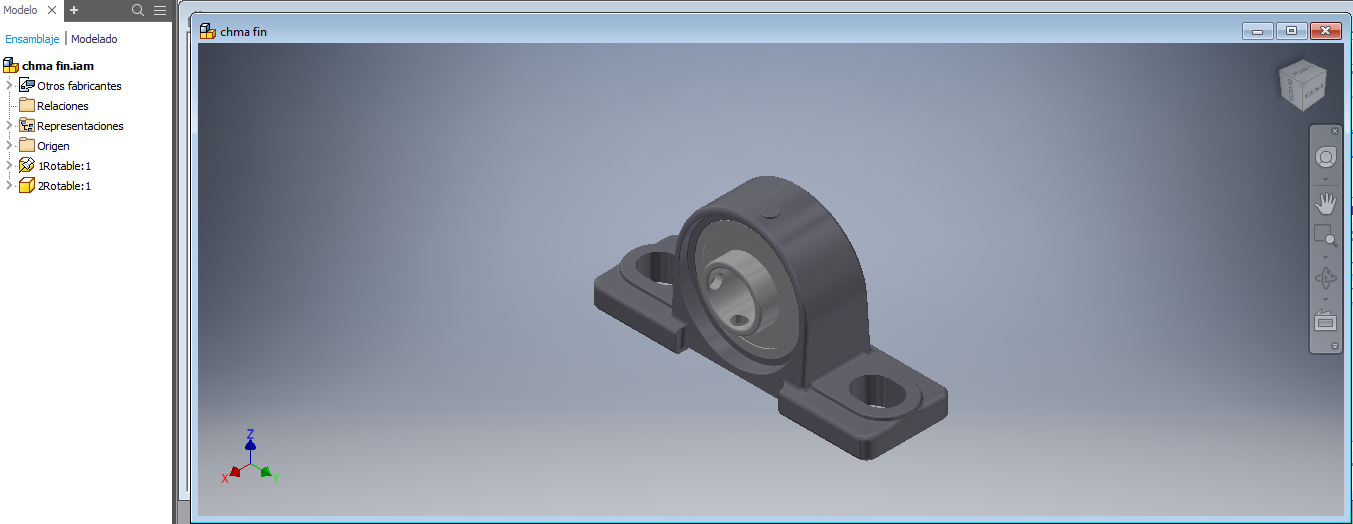 Modelo
Ensamblaje | Modelado
chma fin.iam
Otros fabricantes
Relaciones
Representaciones
Origen
1Rotable:1
2Rotable:1
chma fin
Z
X
Y